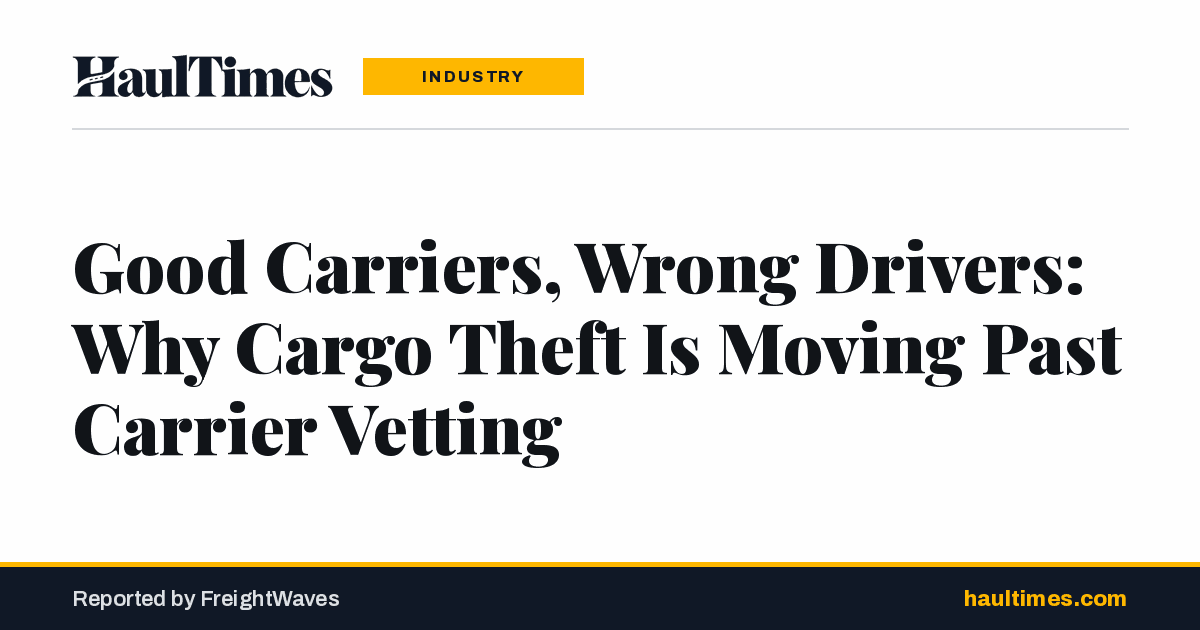 HaulTimes
INDUSTRY
Good Carriers, Wrong Drivers:
Why Cargo Theft Is Moving Past
Carrier Vetting
Reported by FreightWaves
haultimes.com